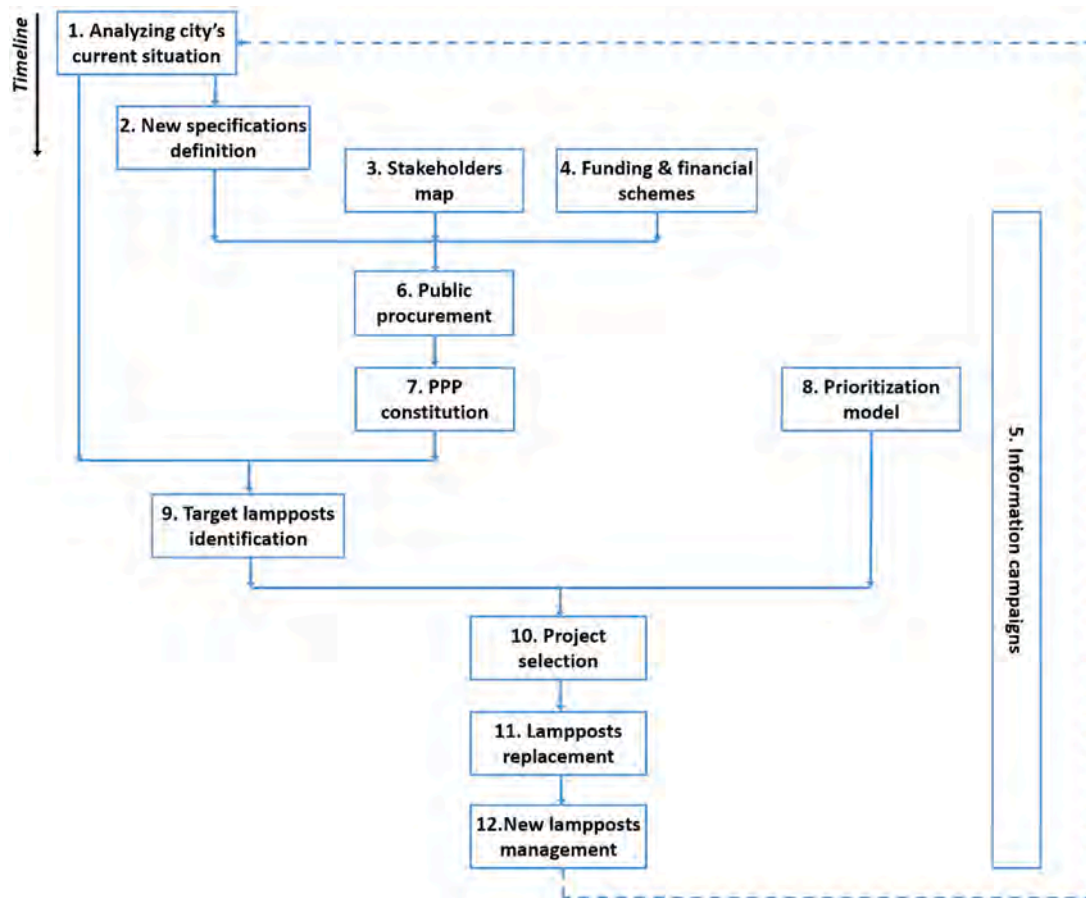 Timeline
1. Analyzing city's
current situation
2. New specifications
definition
3. Stakeholders
map
4. Funding & financial
schemes
5. Information campaigns
6. Public
procurement
7. PPP
constitution
8. Prioritization
model
9. Target lampposts
identification
10. Project
selection
11. Lampposts
replacement
12.New lampposts
management